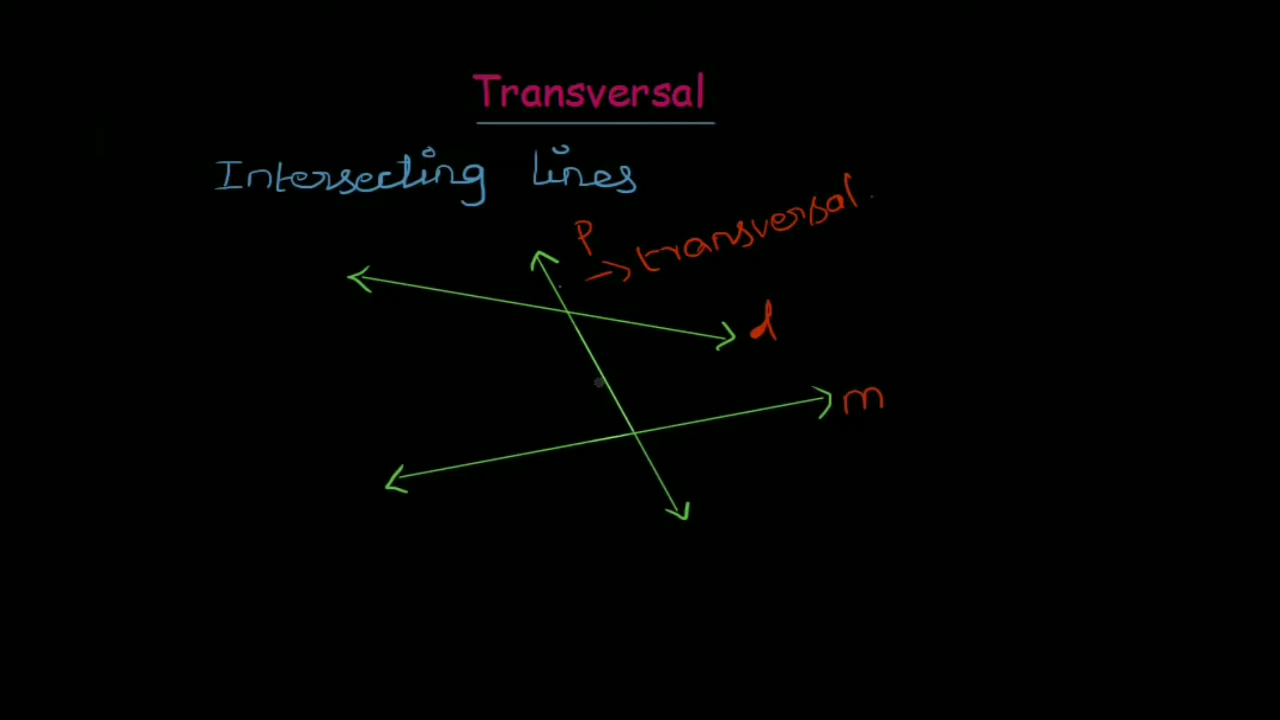 Transversal
Intersecting lines
P
→ transversal.
l
m